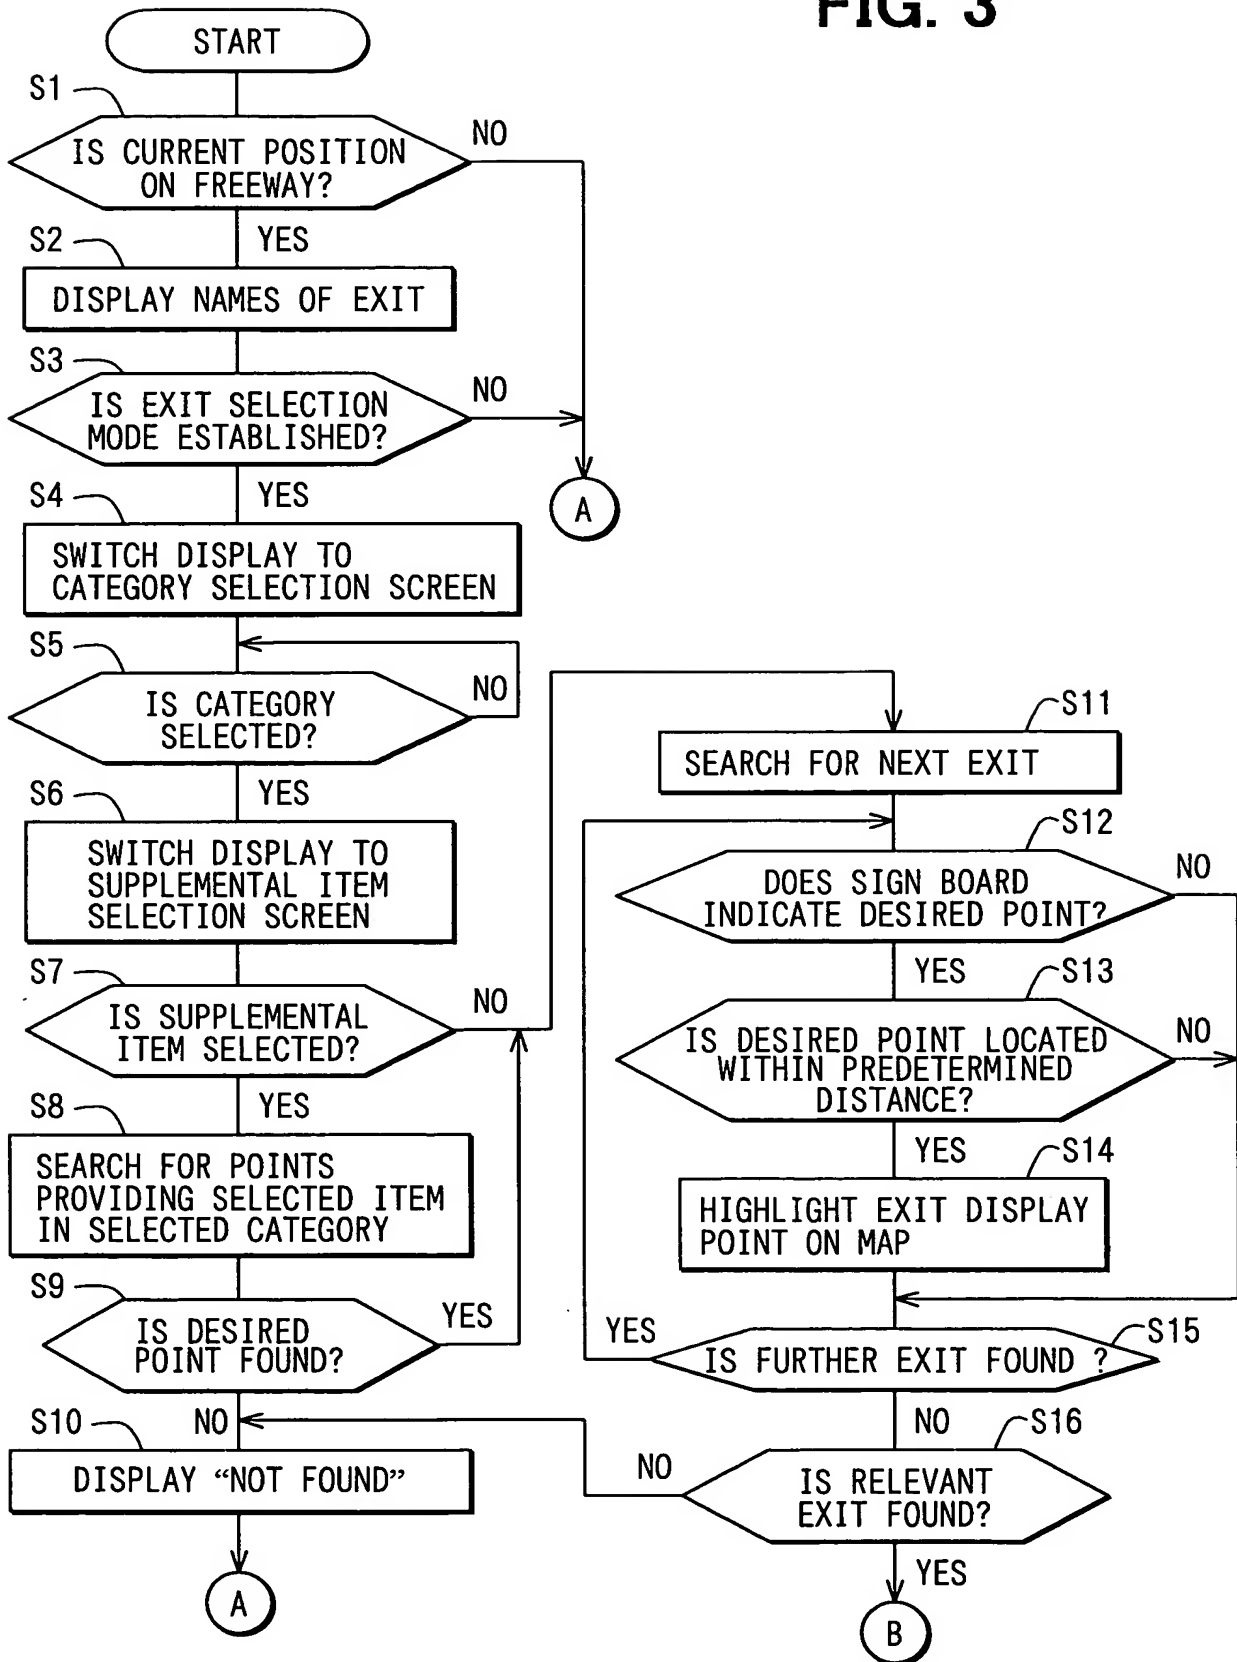 FIG. 3
START
S1
IS CURRENT POSITION
ON FREEWAY?
NO
YES
S2
DISPLAY NAMES OF EXIT
S3
IS EXIT SELECTION
MODE ESTABLISHED?
NO
YES
A
S4
SWITCH DISPLAY TO
CATEGORY SELECTION SCREEN
S5
IS CATEGORY
SELECTED?
NO
YES
S6
SWITCH DISPLAY TO
SUPPLEMENTAL ITEM
SELECTION SCREEN
S7
IS SUPPLEMENTAL
ITEM SELECTED?
NO
YES
S8
SEARCH FOR POINTS
PROVIDING SELECTED ITEM
IN SELECTED CATEGORY
S9
IS DESIRED
POINT FOUND?
YES
NO
S10
DISPLAY “NOT FOUND”
A
S11
SEARCH FOR NEXT EXIT
S12
DOES SIGN BOARD
INDICATE DESIRED POINT?
NO
YES
S13
IS DESIRED POINT LOCATED
WITHIN PREDETERMINED
DISTANCE?
NO
YES
S14
HIGHLIGHT EXIT DISPLAY
POINT ON MAP
YES
S15
IS FURTHER EXIT FOUND ?
NO
S16
IS RELEVANT
EXIT FOUND?
NO
YES
B